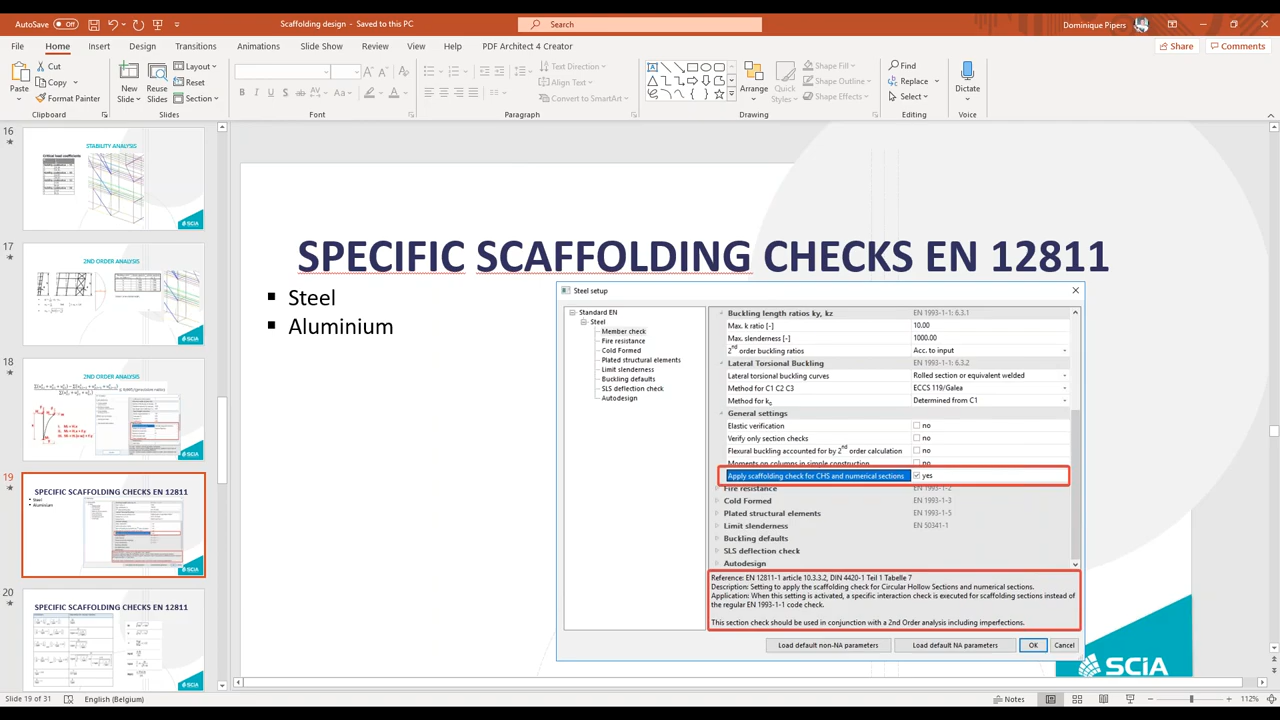 AutoSave Off
Scaffolding design - Saved to this PC
Search
Dominique Pipers
File Home Insert Design Transitions Animations Slide Show Review View Help PDF Architect 4 Creator
Share Comments
Paste
Cut
Copy
Format Painter
Clipboard
New Slide
Reuse Slides
Layout
Reset
Section
Slides
Font
Text Direction
Align Text
Convert to SmartArt
Paragraph
Arrange
Quick Styles
Shape Fill
Shape Outline
Shape Effects
Drawing
Find
Replace
Select
Editing
Dictate
Voice
16
STABILITY ANALYSIS
Critical load coefficients
SCiA
17
2ND ORDER ANALYSIS
SCiA
18
2ND ORDER ANALYSIS
SCiA
19
SPECIFIC SCAFFOLDING CHECKS EN 12811
Steel
Aluminium
SCiA
20
SPECIFIC SCAFFOLDING CHECKS EN 12811
SCiA
SPECIFIC SCAFFOLDING CHECKS EN 12811
▪ Steel
▪ Aluminium
Steel setup
Standard EN
Steel
Member check
Fire resistance
Cold Formed
Plated structural elements
Limit slenderness
Buckling defaults
SLS deflection check
Autodesign
Buckling length ratios ky, kz EN 1993-1-1: 6.3.1
Max. k ratio [-] 10.00
Max. slenderness [-] 1000.00
2nd order buckling ratios Acc. to input
Lateral Torsional Buckling EN 1993-1-1: 6.3.2
Lateral torsional buckling curves Rolled section or equivalent welded
Method for C1 C2 C3 ECCS 119/Galea
Method for kc Determined from C1
General settings
Elastic verification no
Verify only section checks no
Flexural buckling accounted for by 2nd order calculation no
Moments on columns in simple construction no
Apply scaffolding check for CHS and numerical sections yes
Fire resistance EN 1993-1-2
Cold Formed EN 1993-1-3
Plated structural elements EN 1993-1-5
Limit slenderness EN 50341-1
Buckling defaults
SLS deflection check
Autodesign
Reference: EN 12811-1 article 10.3.3.2, DIN 4420-1 Teil 1 Tabelle 7
Description: Setting to apply the scaffolding check for Circular Hollow Sections and numerical sections.
Application: When this setting is activated, a specific interaction check is executed for scaffolding sections instead of
the regular EN 1993-1-1 code check.
This section check should be used in conjunction with a 2nd Order analysis including imperfections.
Load default non-NA parameters Load default NA parameters OK Cancel
SCiA
Slide 19 of 31 English (Belgium) Notes 112%